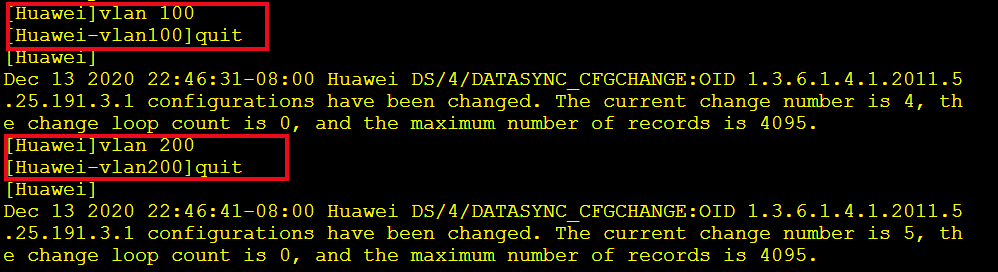 [Huawei]vlan 100
[Huawei-vlan100]quit
[Huawei]
Dec 13 2020 22:46:31-08:00 Huawei DS/4/DATASYNC_CFGCHANGE:OID 1.3.6.1.4.1.2011.5
.25.191.3.1 configurations have been changed. The current change number is 4, th
e change loop count is 0, and the maximum number of records is 4095.
[Huawei]vlan 200
[Huawei-vlan200]quit
[Huawei]
Dec 13 2020 22:46:41-08:00 Huawei DS/4/DATASYNC_CFGCHANGE:OID 1.3.6.1.4.1.2011.5
.25.191.3.1 configurations have been changed. The current change number is 5, th
e change loop count is 0, and the maximum number of records is 4095.